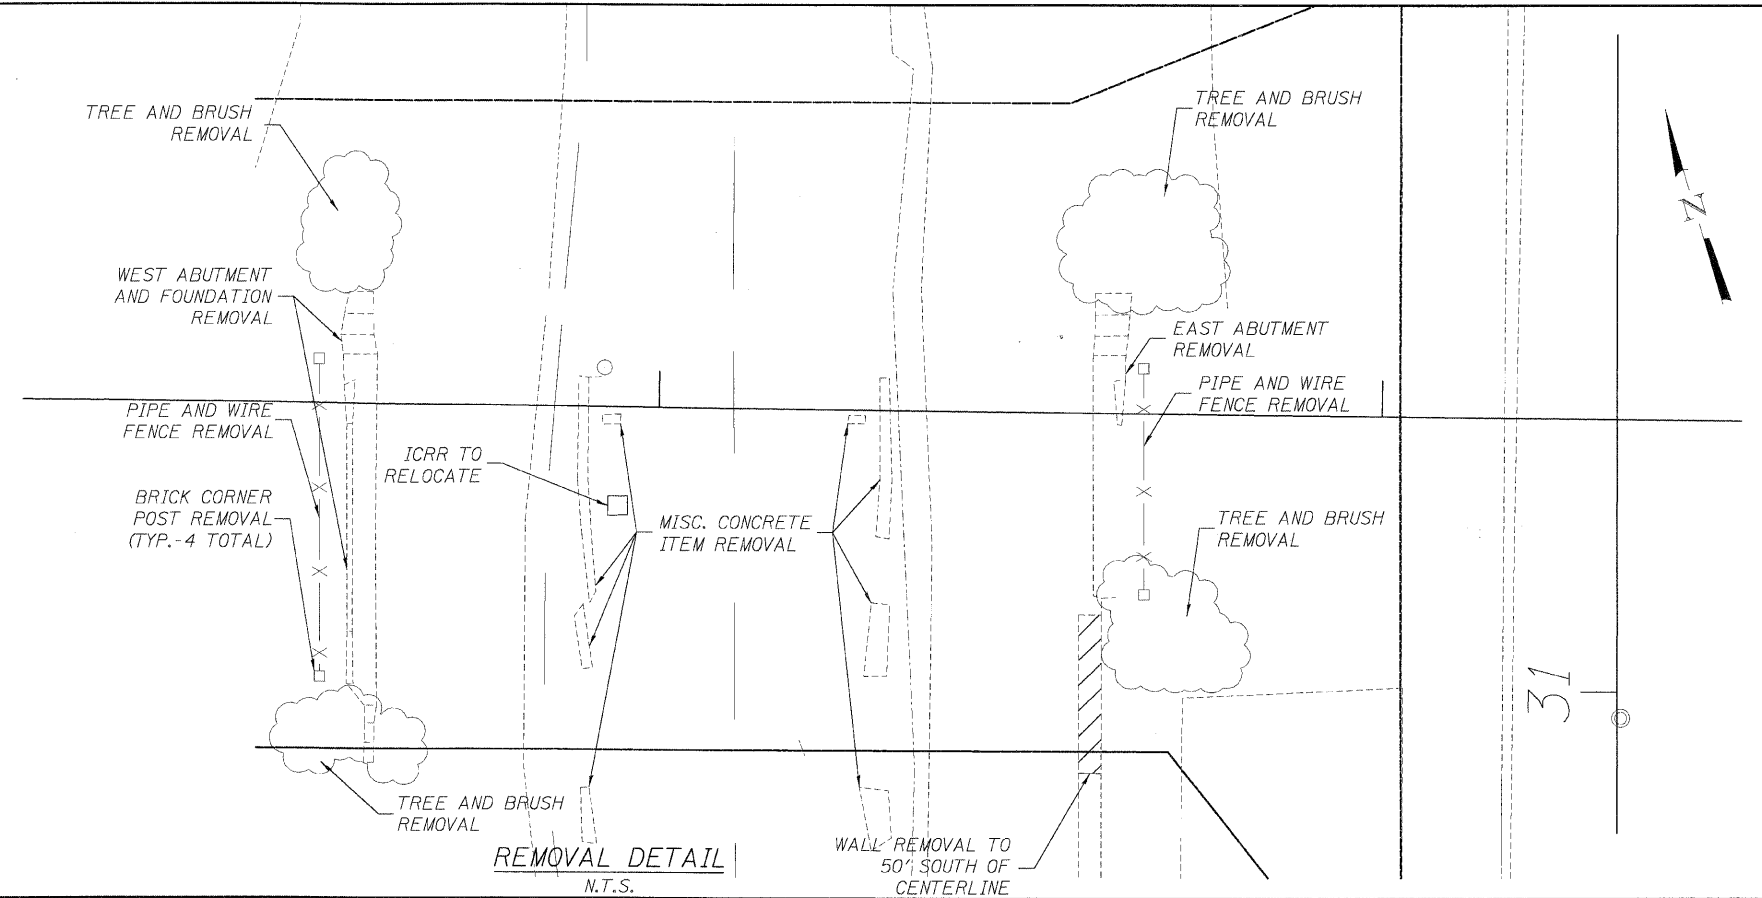 TREE AND BRUSH
REMOVAL
TREE AND BRUSH
REMOVAL
N
WEST ABUTMENT
AND FOUNDATION
REMOVAL
EAST ABUTMENT
REMOVAL
PIPE AND WIRE
FENCE REMOVAL
PIPE AND WIRE
FENCE REMOVAL
ICRR TO
RELOCATE
BRICK CORNER
POST REMOVAL
(TYP.-4 TOTAL)
MISC. CONCRETE
ITEM REMOVAL
TREE AND BRUSH
REMOVAL
31
TREE AND BRUSH
REMOVAL
WALL REMOVAL TO
50' SOUTH OF
CENTERLINE
REMOVAL DETAIL
N.T.S.